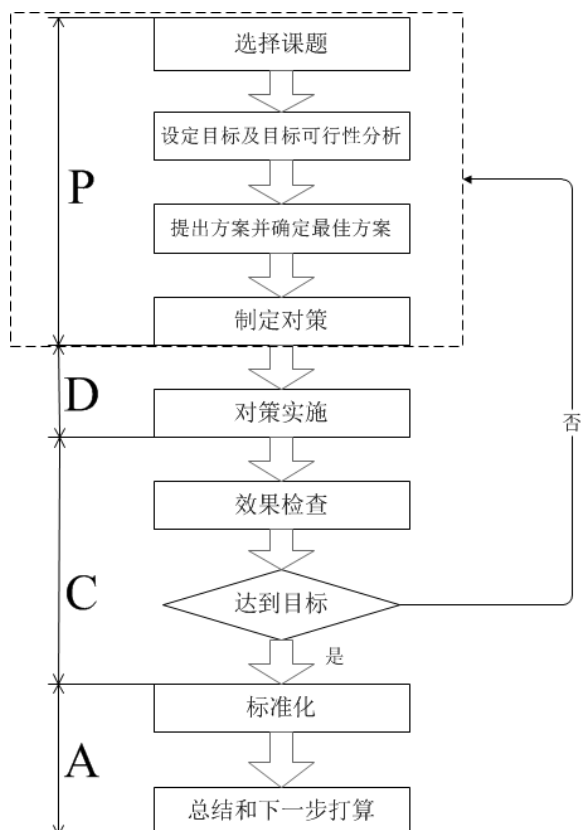 选择课题
设定目标及目标可行性分析
P
提出方案并确定最佳方案
制定对策
D
对策实施
否
效果检查
C
达到目标
是
标准化
A
总结和下一步打算